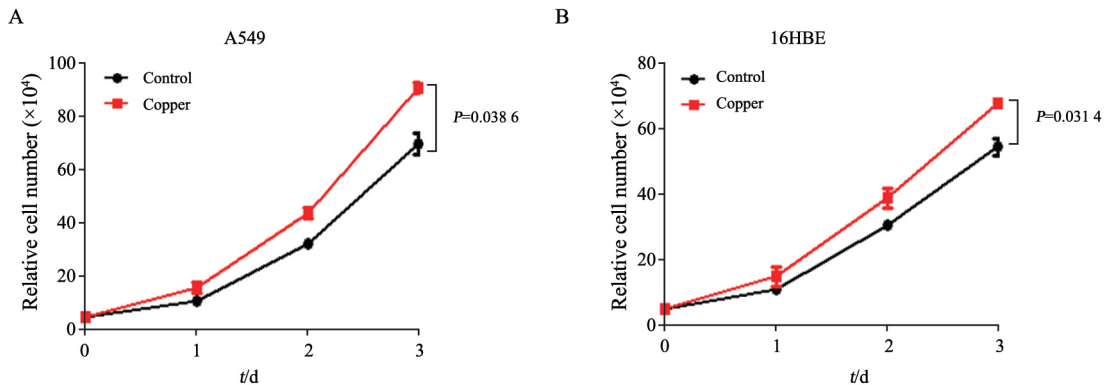 A
A549
Relative cell number (×10⁴)
100
80
60
40
20
0
Control
Copper
P=0.038 6
0 1 2 3
t/d
B
16HBE
Relative cell number (×10⁴)
80
60
40
20
0
Control
Copper
P=0.031 4
0 1 2 3
t/d